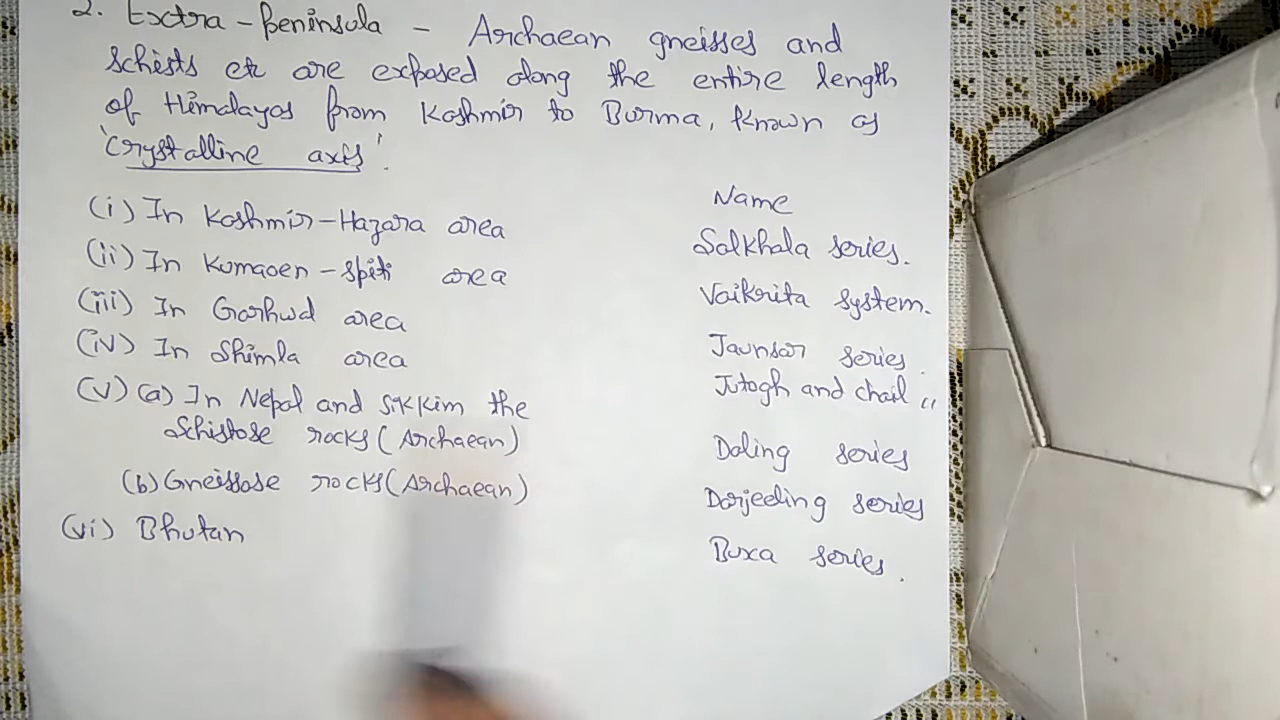 2. Extra-peninsula - Archaean gneisses and
Schists etc are exposed along the entire length
of Himalayas from Kashmir to Burma, known as
'Crystalline axis'.
Name
(i) In Kashmir-Hazara area Salkhala series.
(ii) In Kumaoen-spiti area Vaikrita system.
(iii) In Garhwal area Jaunsar series.
(iv) In Shimla area Jutogh and chail "
(v) (a) In Nepal and sikkim the
Schistose rocks (Archaean) Daling series
(b) Gneissose rocks (Archaean) Darjeeling series
(vi) Bhutan Buxa series.